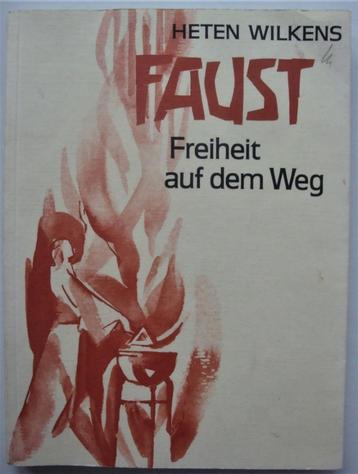 HETEN WILKENS
FAUST
Freiheit
auf dem Weg